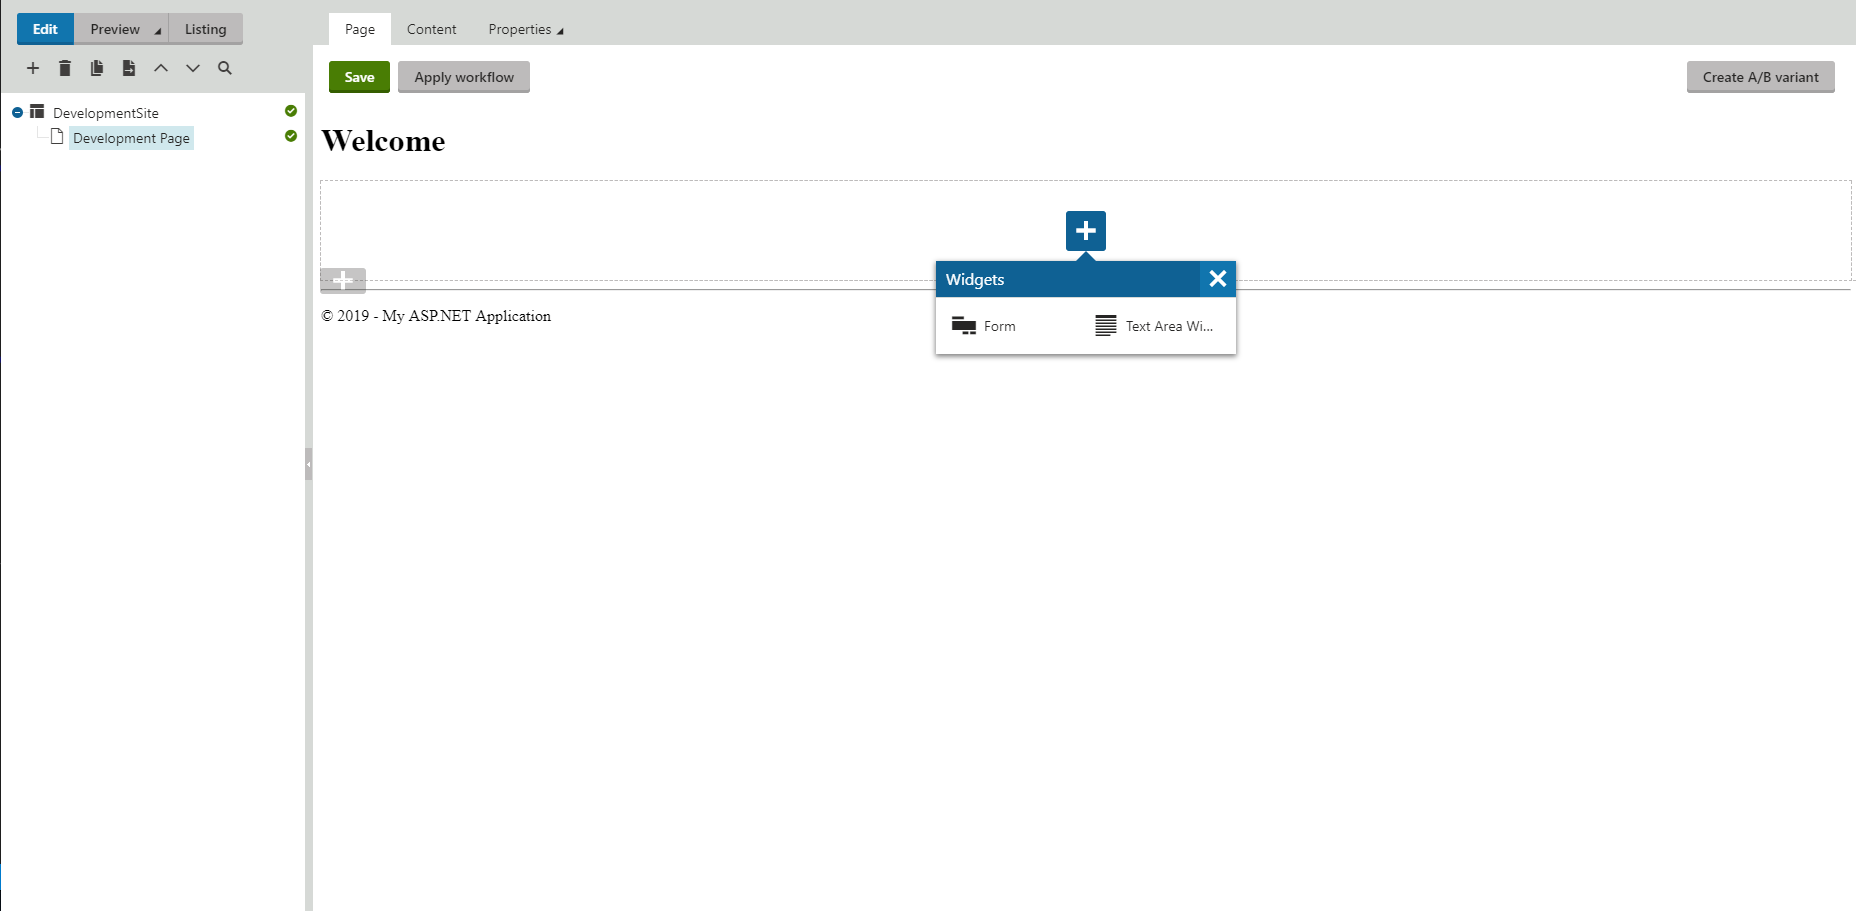 Edit Preview Listing
Page Content Properties
Save Apply workflow Create A/B variant
DevelopmentSite
Development Page
Welcome
Widgets
Form Text Area Wi...
© 2019 - My ASP.NET Application